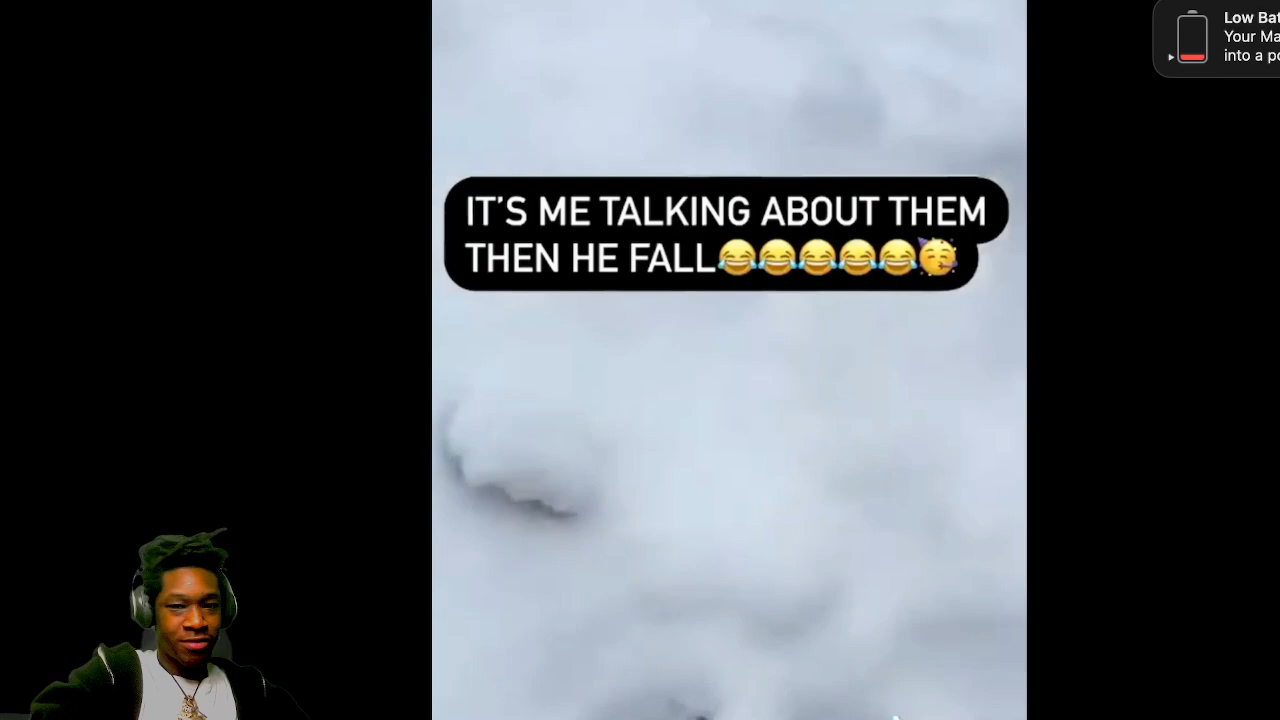 IT'S ME TALKING ABOUT THEM
THEN HE FALL😂😂😂😂😂🥳
Low Bat
Your Ma
into a po